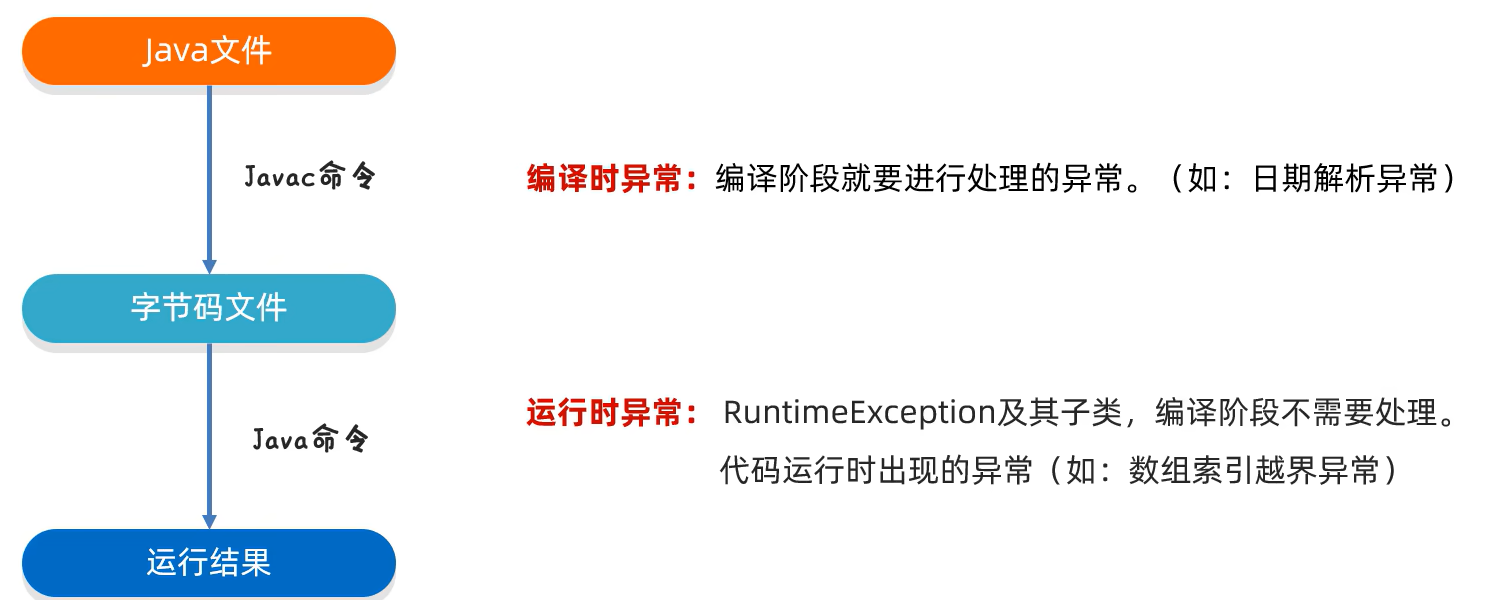 Java文件
Javac命令
编译时异常：编译阶段就要进行处理的异常。（如：日期解析异常）
字节码文件
运行时异常： RuntimeException及其子类，编译阶段不需要处理。
Java命令
代码运行时出现的异常（如：数组索引越界异常）
运行结果